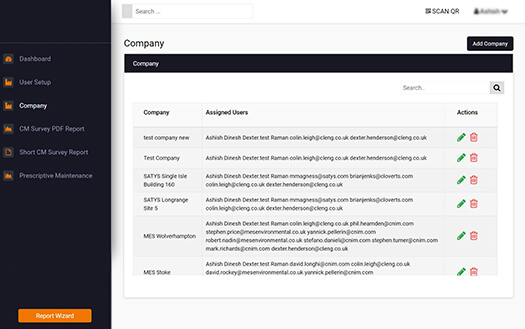 Search ...
SCAN QR
Dashboard
User Setup
Company
CM Survey PDF Report
Short CM Survey Report
Prescriptive Maintenance
Report Wizard
Company
Add Company
Company
Search..
Company Assigned Users Actions
test company new Ashish Dinesh Dexter.test Raman colin.leigh@cleng.co.uk dexter.henderson@cleng.co.uk
Test Company Ashish Dinesh Dexter.test Raman colin.leigh@cleng.co.uk dexter.henderson@cleng.co.uk
SATYS Single Isle
Building 160
Ashish Dinesh Dexter.test Raman mmagness@satys.com brianjenks@cloverts.com
colin.leigh@cleng.co.uk dexter.henderson@cleng.co.uk
SATYS Longrange
Site 5
Ashish Dinesh Dexter.test Raman mmagness@satys.com brianjenks@cloverts.com
colin.leigh@cleng.co.uk dexter.henderson@cleng.co.uk
MES Wolverhampton
Ashish Dinesh Dexter.test Raman colin.leigh@cleng.co.uk phil.hearnden@cnim.com
stephen.price@mesenvironmental.co.uk yannick.pellerin@cnim.com
robert.nadin@mesenvironmental.co.uk stefano.danieli@cnim.com stephen.turner@cnim.com
mark.richards@cnim.com dexter.henderson@cleng.co.uk
MES Stoke
Ashish Dinesh Dexter.test Raman david.longhi@cnim.com colin.leigh@cleng.co.uk
david.rockey@mesenvironmental.co.uk yannick.pellerin@cnim.com